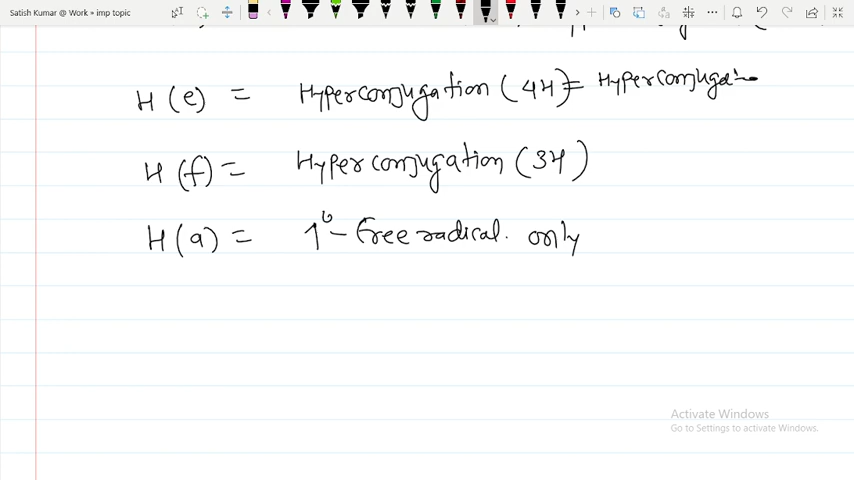 Satish Kumar @ Work » imp topic
H (e) = Hyperconjugation (4H) = Hyperconjugation
H (f) = Hyperconjugation (3H)
H (a) = 1° - free radical. only
Activate Windows
Go to Settings to activate Windows.